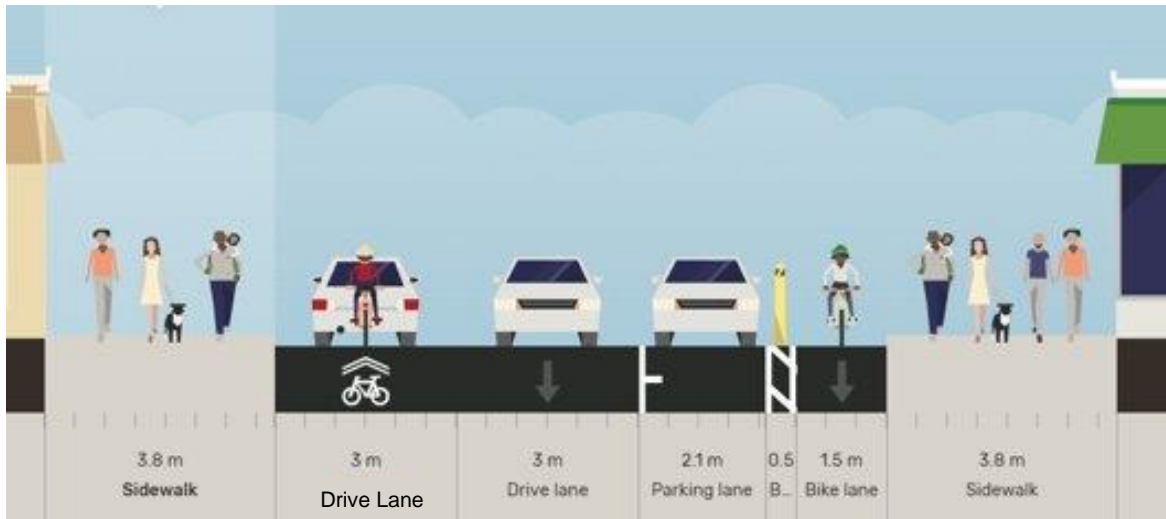 3.8 m
Sidewalk
3 m
Drive Lane
3 m
Drive lane
2.1 m
Parking lane
0.5
B...
1.5 m
Bike lane
3.8 m
Sidewalk